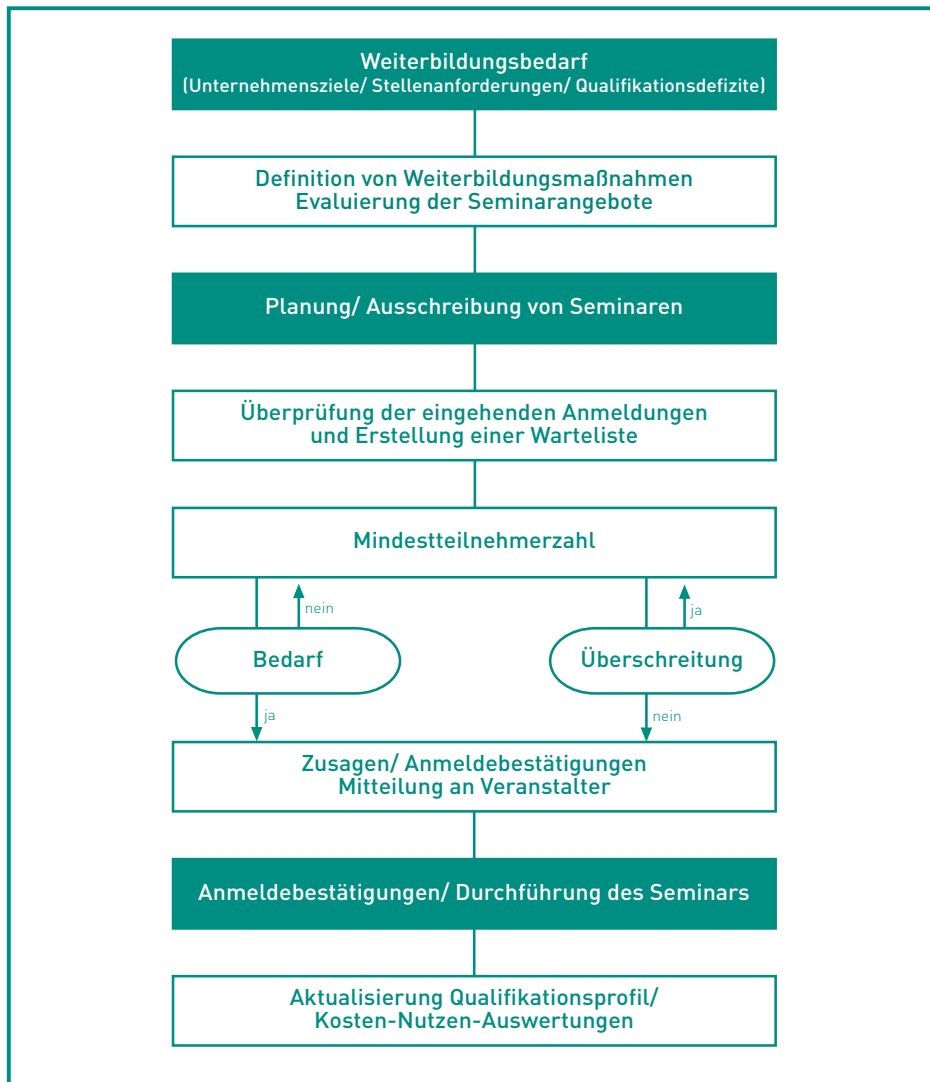 Weiterbildungsbedarf
(Unternehmensziele/ Stellenanforderungen/ Qualifikationsdefizite)
Definition von Weiterbildungsmaßnahmen
Evaluierung der Seminarangebote
Planung/ Ausschreibung von Seminaren
Überprüfung der eingehenden Anmeldungen
und Erstellung einer Warteliste
Mindestteilnehmerzahl
nein
ja
Bedarf
Überschreitung
ja
nein
Zusagen/ Anmeldebestätigungen
Mitteilung an Veranstalter
Anmeldebestätigungen/ Durchführung des Seminars
Aktualisierung Qualifikationsprofil/
Kosten-Nutzen-Auswertungen